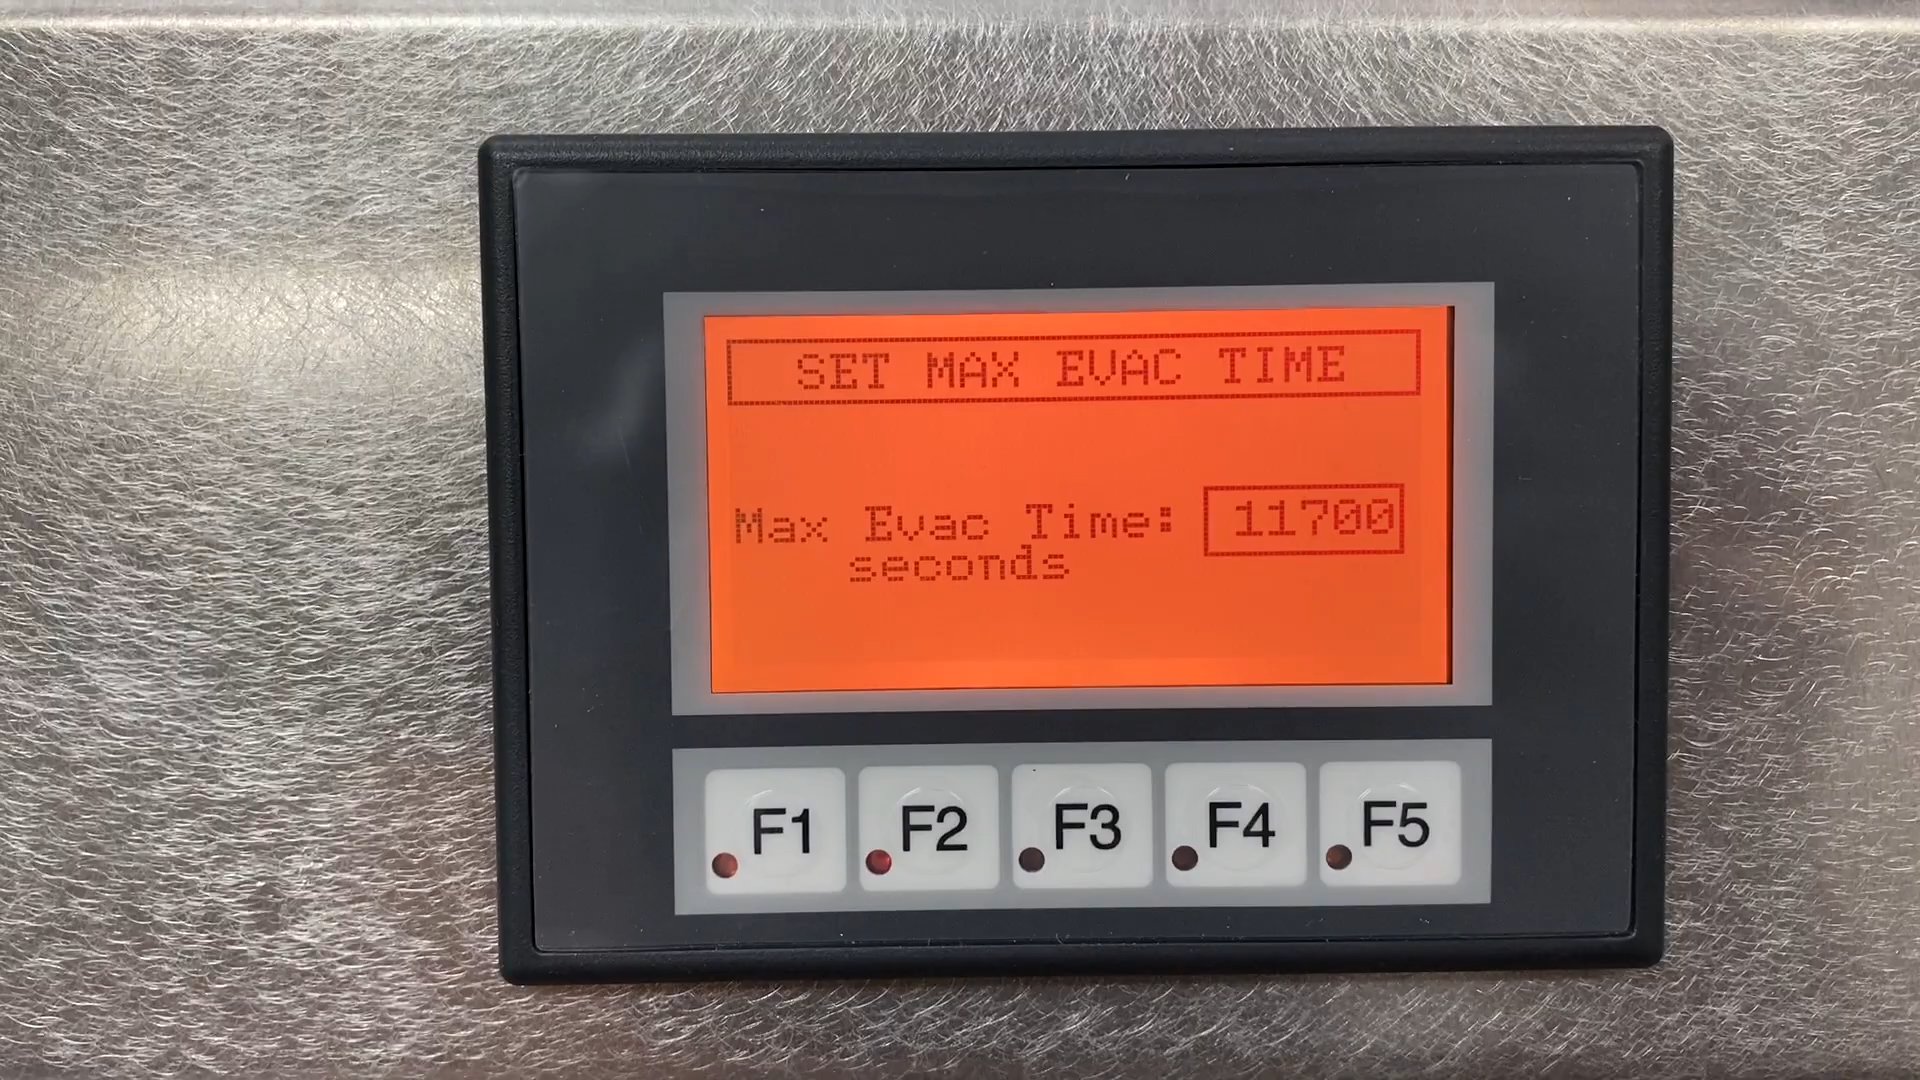 SET MAX EVAC TIME
Max Evac Time: 11700
seconds
F1 F2 F3 F4 F5